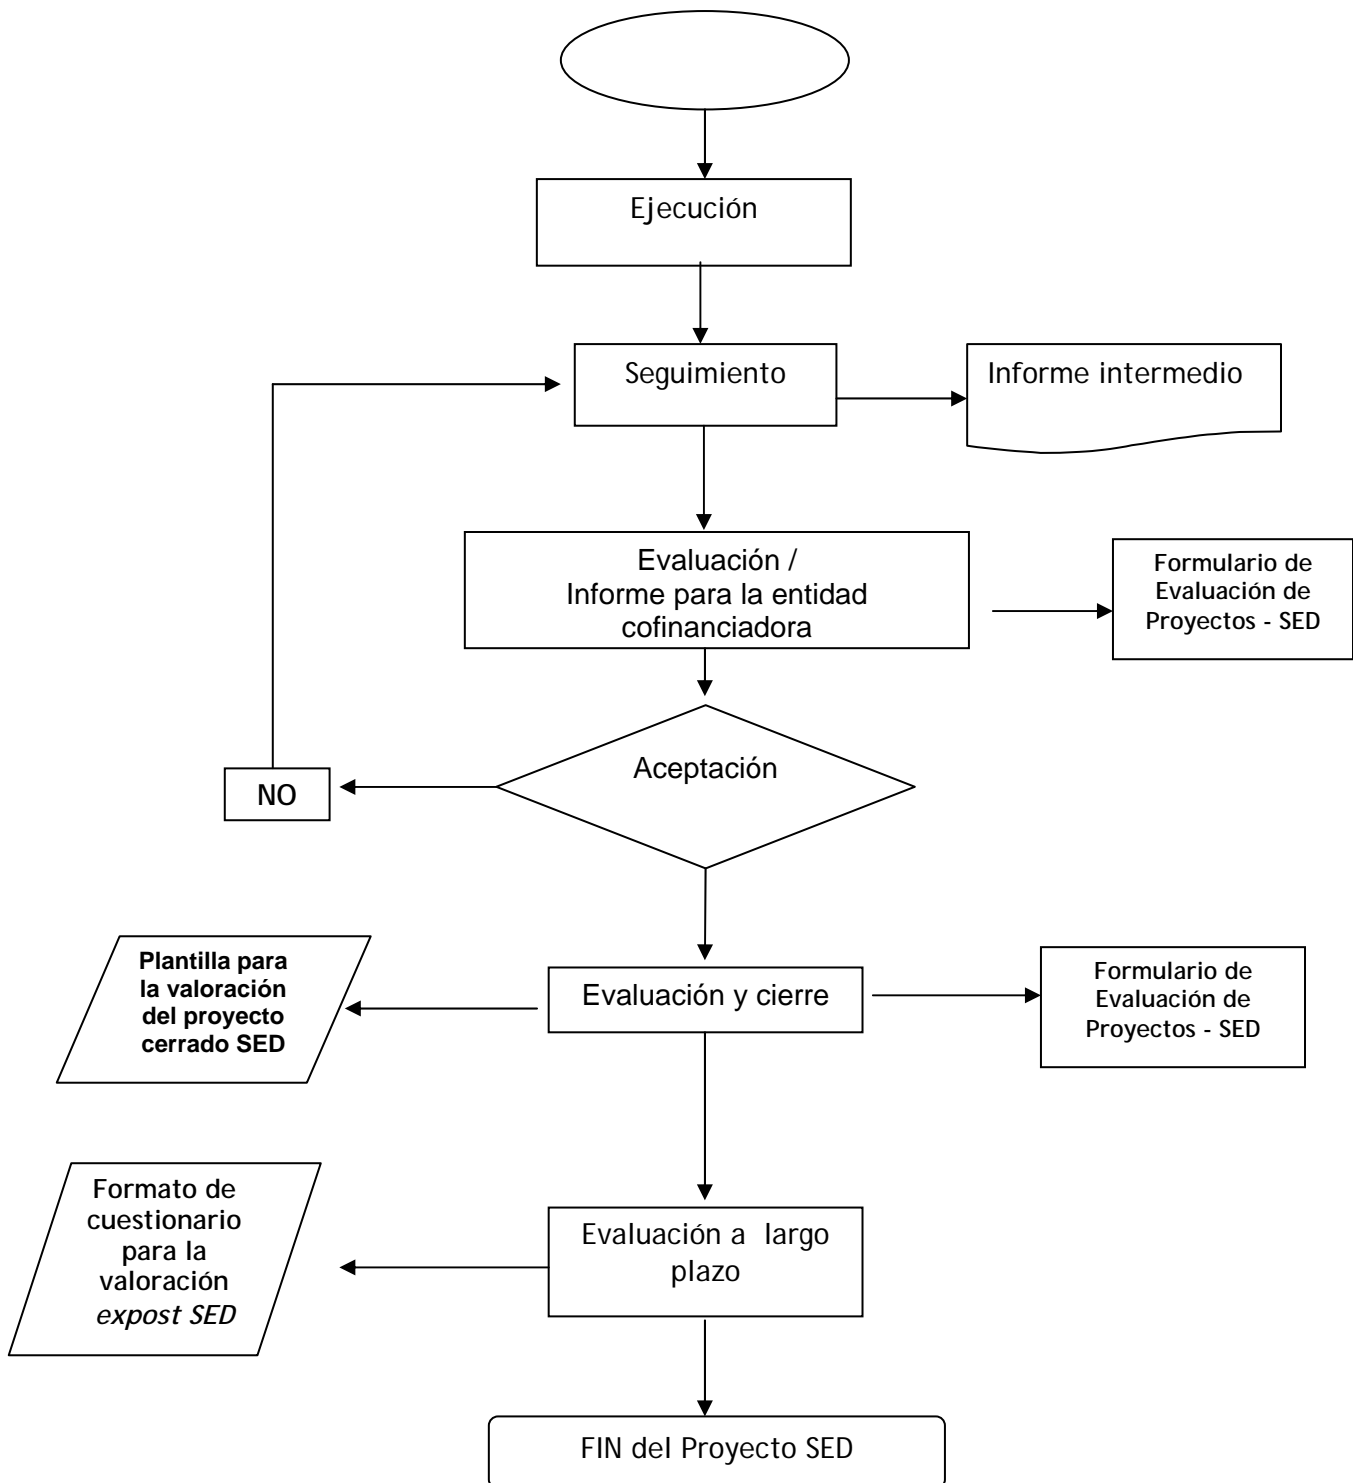 Ejecución
Seguimiento
Informe intermedio
Evaluación /
Informe para la entidad
cofinanciadora
Formulario de
Evaluación de
Proyectos - SED
Aceptación
NO
Plantilla para
la valoración
del proyecto
cerrado SED
Evaluación y cierre
Formulario de
Evaluación de
Proyectos - SED
Formato de
cuestionario
para la
valoración
expost SED
Evaluación a largo
plazo
FIN del Proyecto SED